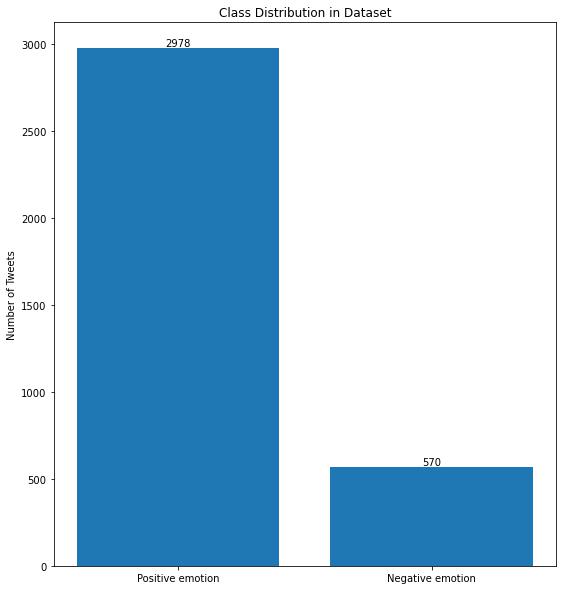 Class Distribution in Dataset
Number of Tweets
3000
2500
2000
1500
1000
500
0
2978
570
Positive emotion
Negative emotion